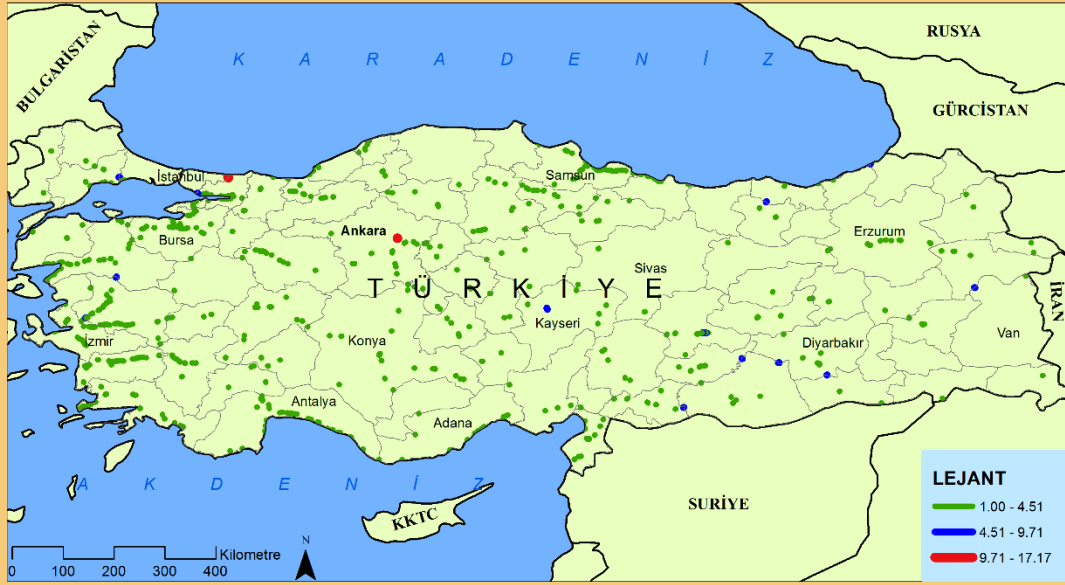 RUSYA
BULGARİSTAN
K A R A D E N İ Z
GÜRCİSTAN
İstanbul
Samsun
Bursa
Ankara
Erzurum
Sivas
T Ü R K İ Y E
İRAN
Kayseri
Van
İzmir
Konya
Diyarbakır
Antalya
Adana
A K D E N İ Z
KKTC
SURİYE
LEJANT
1.00 - 4.51
4.51 - 9.71
9.71 - 17.17
N
Kilometre
0 100 200 300 400